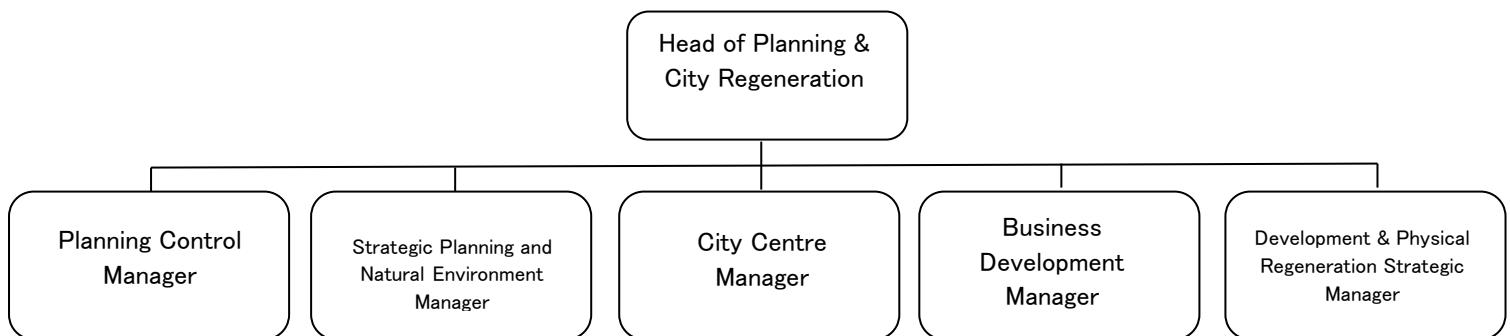 Head of Planning &
City Regeneration
Planning Control
Manager
Strategic Planning and
Natural Environment
Manager
City Centre
Manager
Business
Development
Manager
Development & Physical
Regeneration Strategic
Manager